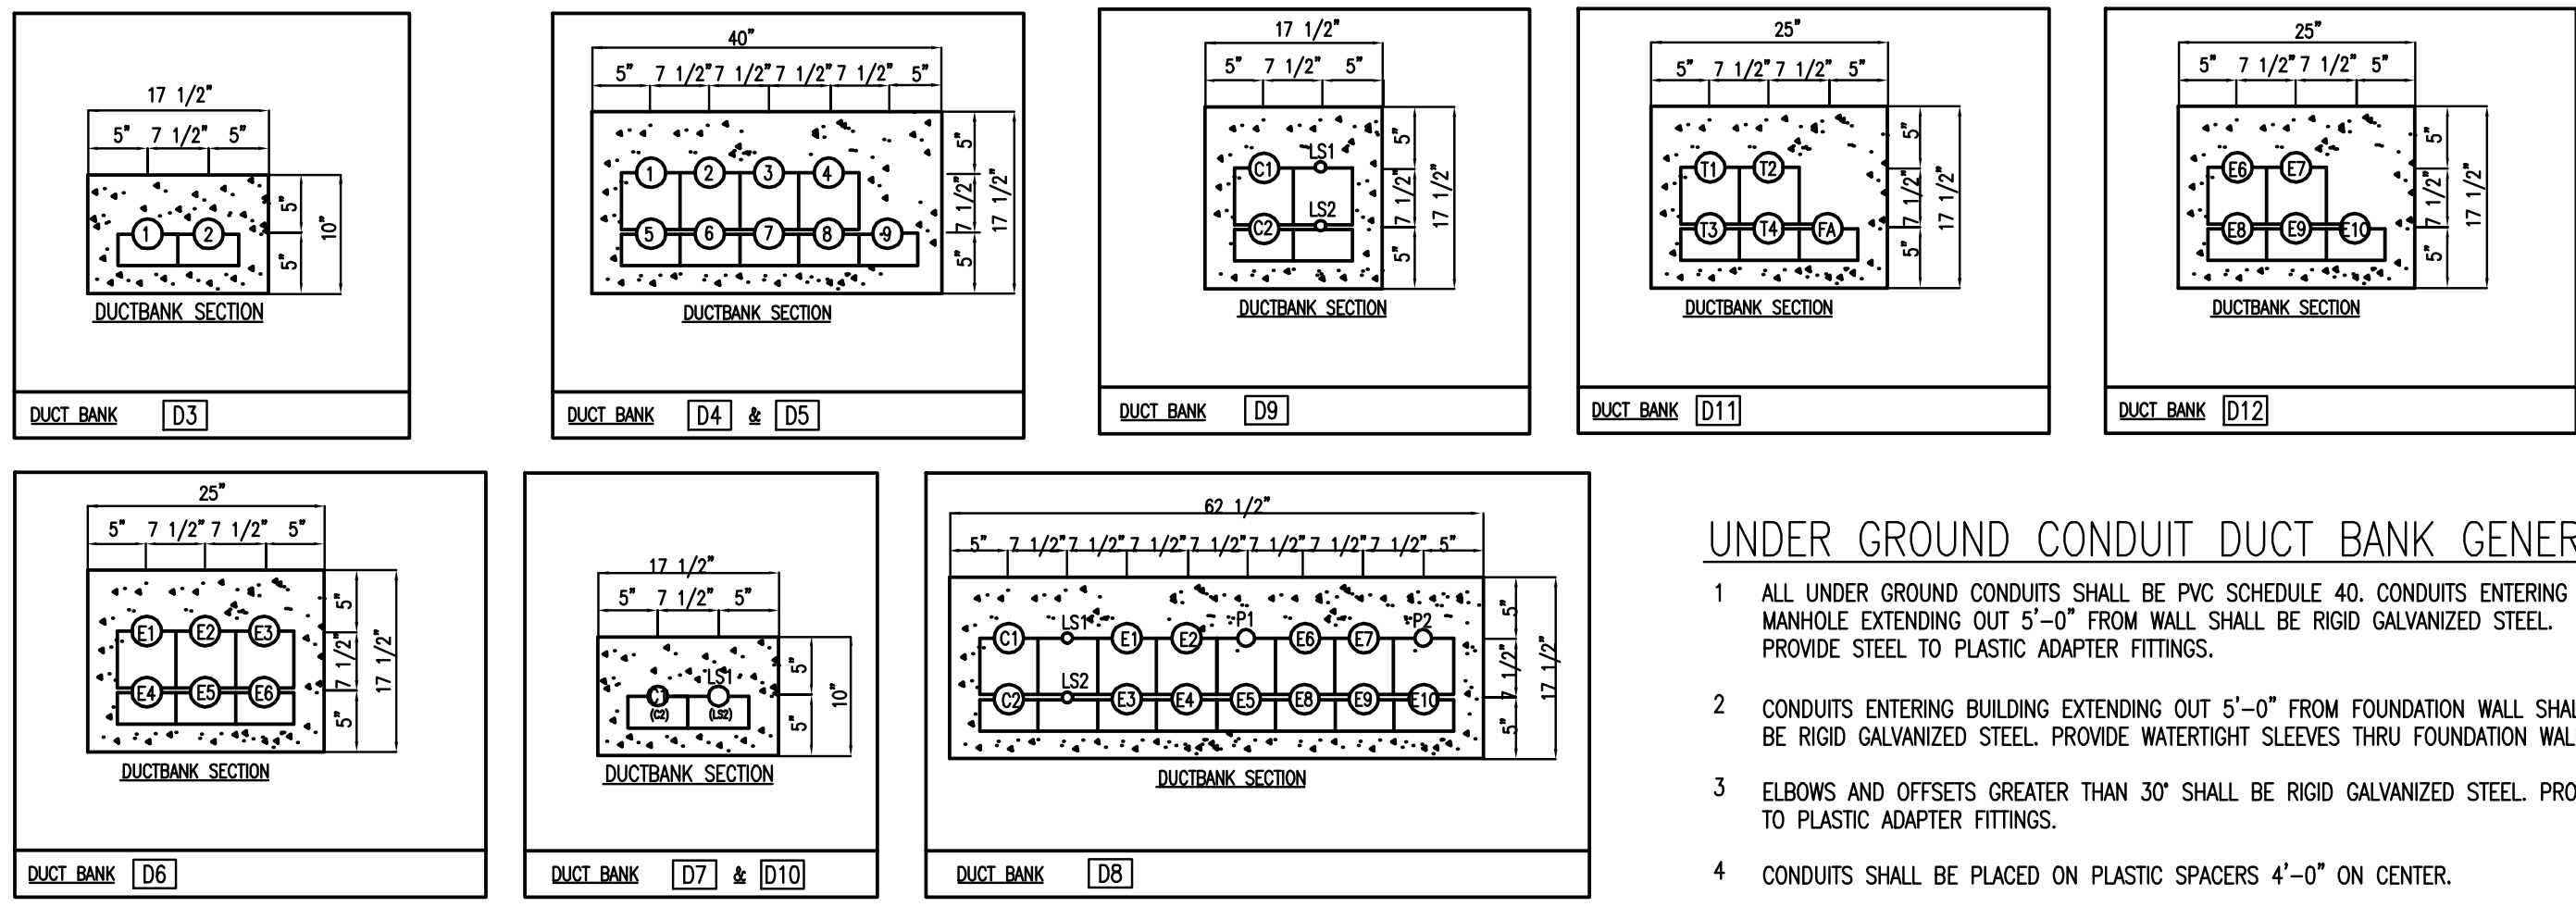 17 1/2"
5" 7 1/2" 5"
1 2
5"
5"
10"
DUCTBANK SECTION
DUCT BANK D3
40"
5" 7 1/2" 7 1/2" 7 1/2" 7 1/2" 5"
1 2 3 4
5 6 7 8 9
5"
7 1/2"
5"
17 1/2"
DUCTBANK SECTION
DUCT BANK D4 & D5
17 1/2"
5" 7 1/2" 5"
C1 LS1
C2 LS2
5"
7 1/2"
5"
17 1/2"
DUCTBANK SECTION
DUCT BANK D9
25"
5" 7 1/2" 7 1/2" 5"
T1 T2
T3 T4 FA
5"
7 1/2"
5"
17 1/2"
DUCTBANK SECTION
DUCT BANK D11
25"
5" 7 1/2" 7 1/2" 5"
E6 E7
E8 E9 E10
5"
7 1/2"
5"
17 1/2"
DUCTBANK SECTION
DUCT BANK D12
25"
5" 7 1/2" 7 1/2" 5"
E1 E2 E3
E4 E5 E6
5"
7 1/2"
5"
17 1/2"
DUCTBANK SECTION
DUCT BANK D6
17 1/2"
5" 7 1/2" 5"
C1 LS1
(C2) (LS2)
5"
5"
10"
DUCTBANK SECTION
DUCT BANK D7 & D10
62 1/2"
5" 7 1/2" 7 1/2" 7 1/2" 7 1/2" 7 1/2" 7 1/2" 7 1/2" 5"
C1 LS1 E1 E2 P1 E6 E7 P2
C2 LS2 E3 E4 E5 E8 E9 E10
5"
7 1/2"
5"
17 1/2"
DUCTBANK SECTION
DUCT BANK D8
UNDER GROUND CONDUIT DUCT BANK GENER
1 ALL UNDER GROUND CONDUITS SHALL BE PVC SCHEDULE 40. CONDUITS ENTERING
MANHOLE EXTENDING OUT 5'-0" FROM WALL SHALL BE RIGID GALVANIZED STEEL.
PROVIDE STEEL TO PLASTIC ADAPTER FITTINGS.
2 CONDUITS ENTERING BUILDING EXTENDING OUT 5'-0" FROM FOUNDATION WALL SHAL
BE RIGID GALVANIZED STEEL. PROVIDE WATERTIGHT SLEEVES THRU FOUNDATION WAL
3 ELBOWS AND OFFSETS GREATER THAN 30° SHALL BE RIGID GALVANIZED STEEL. PRO
TO PLASTIC ADAPTER FITTINGS.
4 CONDUITS SHALL BE PLACED ON PLASTIC SPACERS 4'-0" ON CENTER.